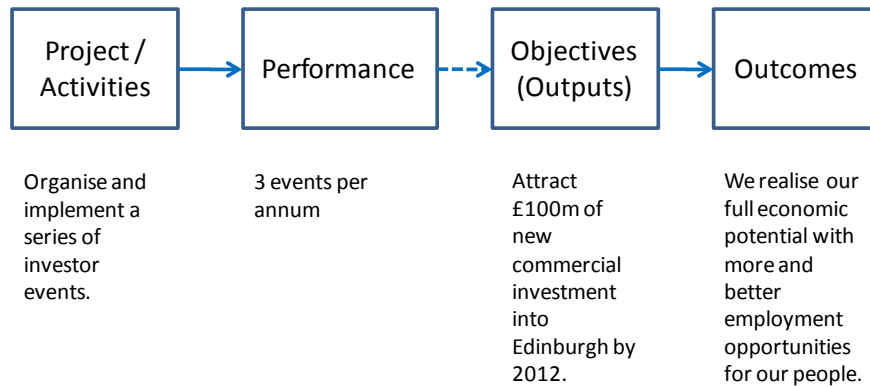 Project /
Activities
Performance
Objectives
(Outputs)
Outcomes
Organise and
implement a
series of
investor
events.
3 events per
annum
Attract
£100m of
new
commercial
investment
into
Edinburgh by
2012.
We realise our
full economic
potential with
more and
better
employment
opportunities
for our people.